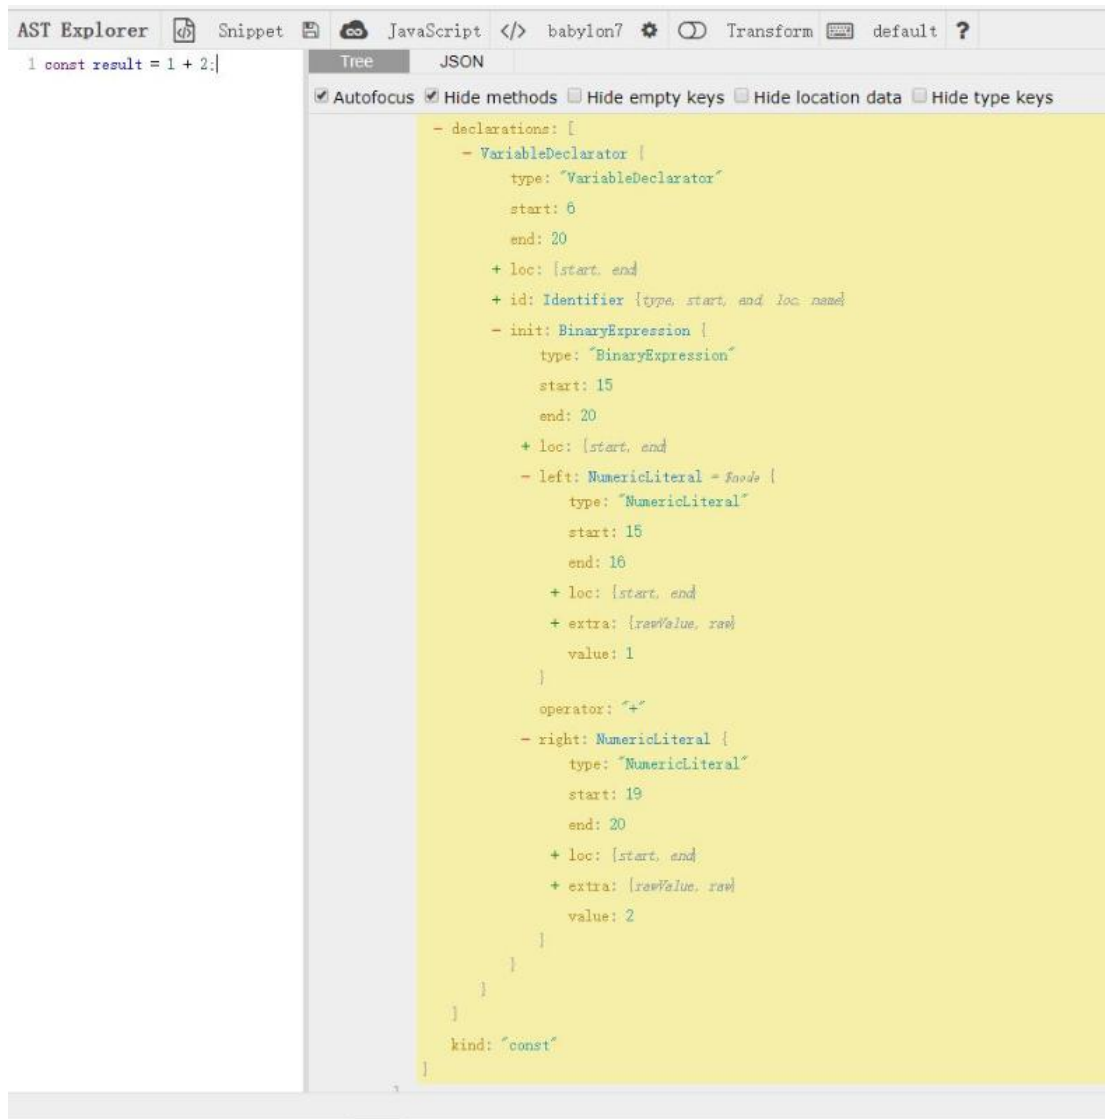 AST Explorer Snippet JavaScript </> babylon7 Transform default ?
1 const result = 1 + 2;
Tree JSON
Autofocus Hide methods Hide empty keys Hide location data Hide type keys
- declarations: [
- VariableDeclarator {
type: "VariableDeclarator"
start: 6
end: 20
+ loc: {start, end}
+ id: Identifier {type, start, end, loc, name}
- init: BinaryExpression {
type: "BinaryExpression"
start: 15
end: 20
+ loc: {start, end}
- left: NumericLiteral = $node {
type: "NumericLiteral"
start: 15
end: 16
+ loc: {start, end}
+ extra: {rawValue, raw}
value: 1
}
operator: "+"
- right: NumericLiteral {
type: "NumericLiteral"
start: 19
end: 20
+ loc: {start, end}
+ extra: {rawValue, raw}
value: 2
}
}
}
]
kind: "const"
}